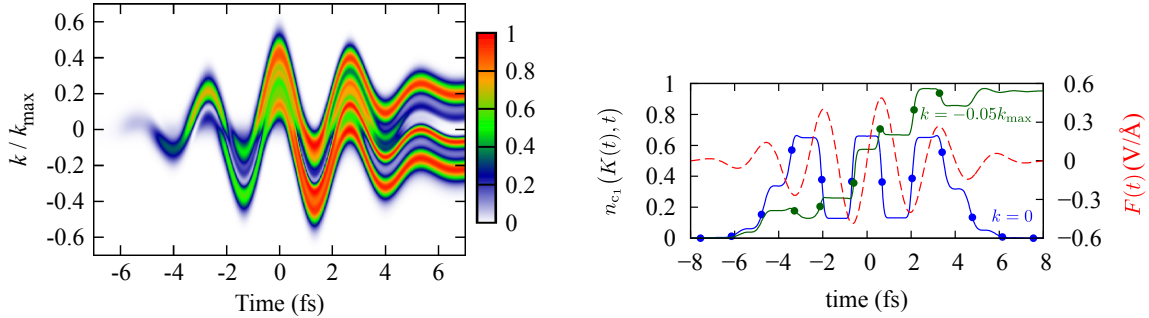 0.6
0.4
0.2
0
-0.2
-0.4
-0.6
k / kmax
-6 -4 -2 0 2 4 6
Time (fs)
1
0.8
0.6
0.4
0.2
0
1
0.8
0.6
0.4
0.2
0
nc1(K(t), t)
k = −0.05kmax
k = 0
0.6
0.3
0
−0.3
−0.6
F(t) (V/Å)
−8 −6 −4 −2 0 2 4 6 8
time (fs)